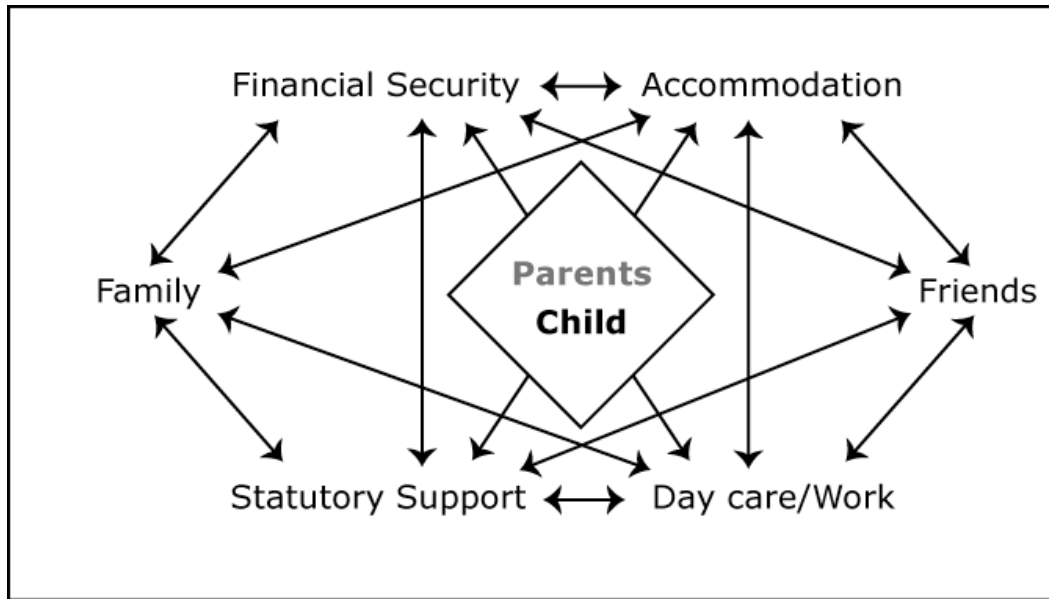 Financial Security
Accommodation
Family
Parents
Child
Friends
Statutory Support
Day care/Work